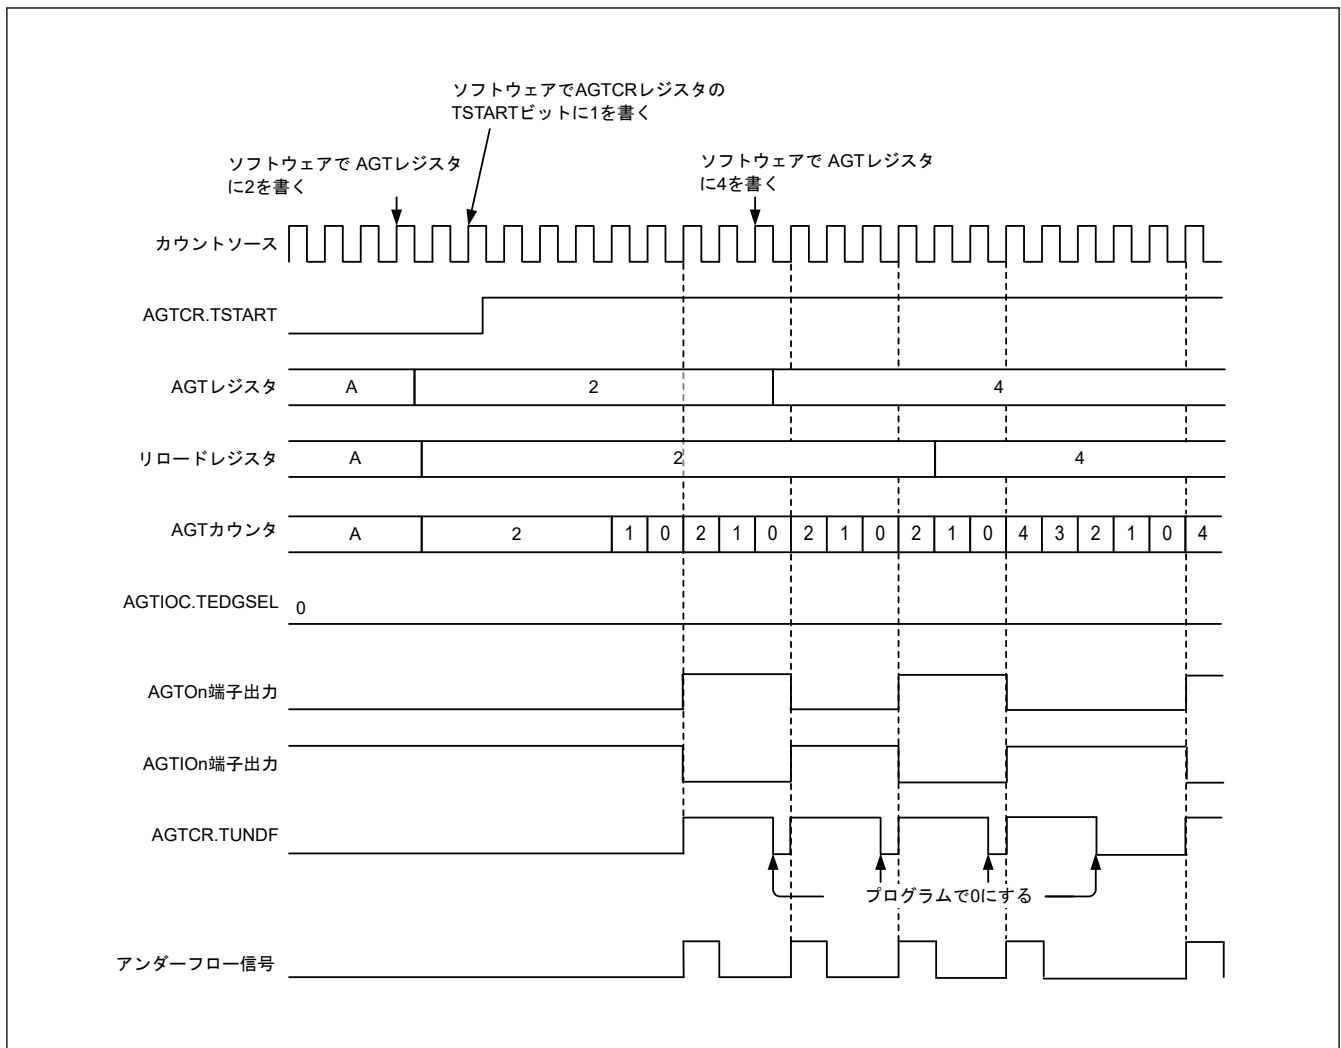 ソフトウェアでAGTCRレジスタの
TSTARTビットに1を書く
ソフトウェアで AGTレジスタ
に2を書く
ソフトウェアで AGTレジスタ
に4を書く
カウントソース
AGTCR.TSTART
AGTレジスタ A 2 4
リロードレジスタ A 2 4
AGTカウンタ A 2 1 0 2 1 0 2 1 0 2 1 0 4 3 2 1 0 4
AGTIOC.TEDGSEL 0
AGTOn端子出力
AGTIOn端子出力
AGTCR.TUNDF
プログラムで0にする
アンダーフロー信号